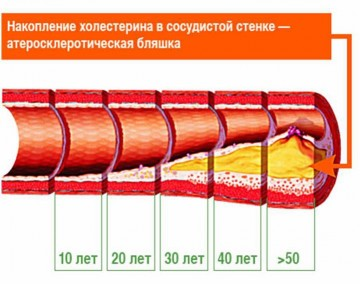 Накопление холестерина в сосудистой стенке —
атеросклеротическая бляшка
10 лет 20 лет 30 лет 40 лет >50